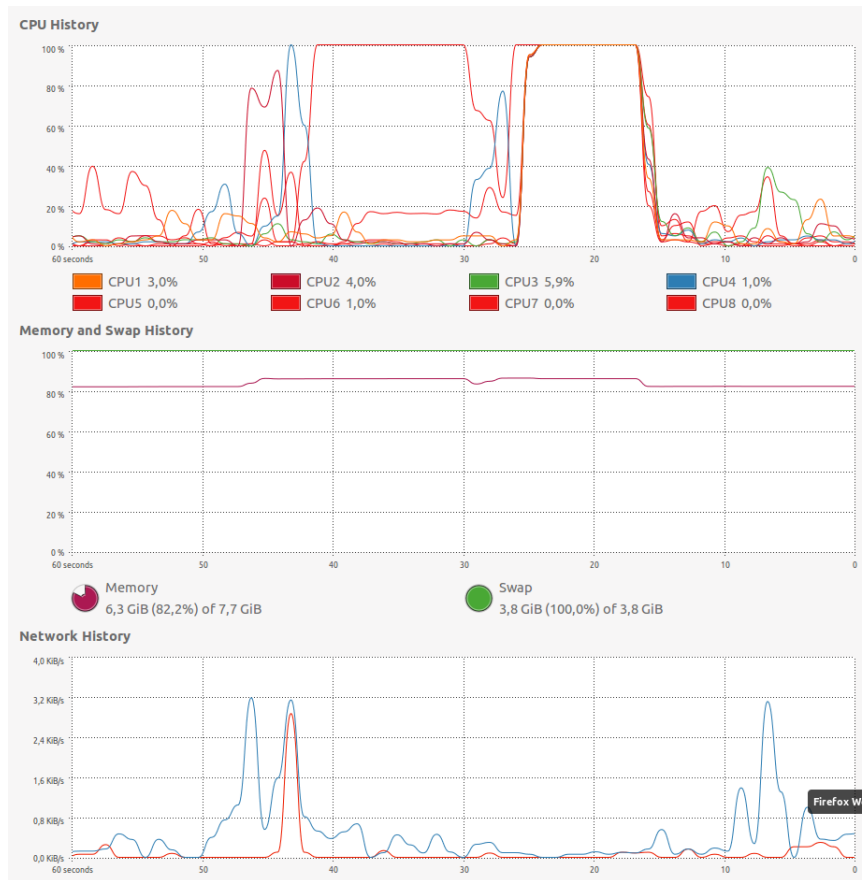 CPU History
100 %
80 %
60 %
40 %
20 %
0 %
60 seconds 50 40 30 20 10 0
CPU1 3,0% CPU2 4,0% CPU3 5,9% CPU4 1,0%
CPU5 0,0% CPU6 1,0% CPU7 0,0% CPU8 0,0%
Memory and Swap History
100 %
80 %
60 %
40 %
20 %
0 %
60 seconds 50 40 30 20 10 0
Memory Swap
6,3 GiB (82,2%) of 7,7 GiB 3,8 GiB (100,0%) of 3,8 GiB
Network History
4,0 KiB/s
3,2 KiB/s
2,4 KiB/s
1,6 KiB/s
Firefox W
0,8 KiB/s
0,0 KiB/s
60 seconds 50 40 30 20 10 0